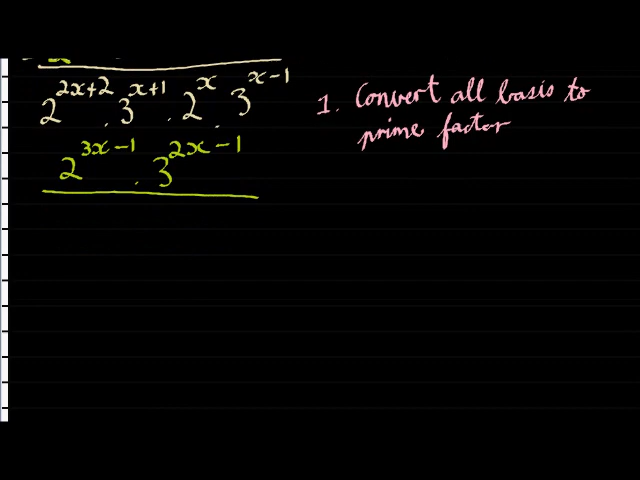 2^{2x+2} . 3^{x+1} . 2^{x} . 3^{x-1}
2^{3x-1} . 3^{2x-1}
1. Convert all basis to
prime factor